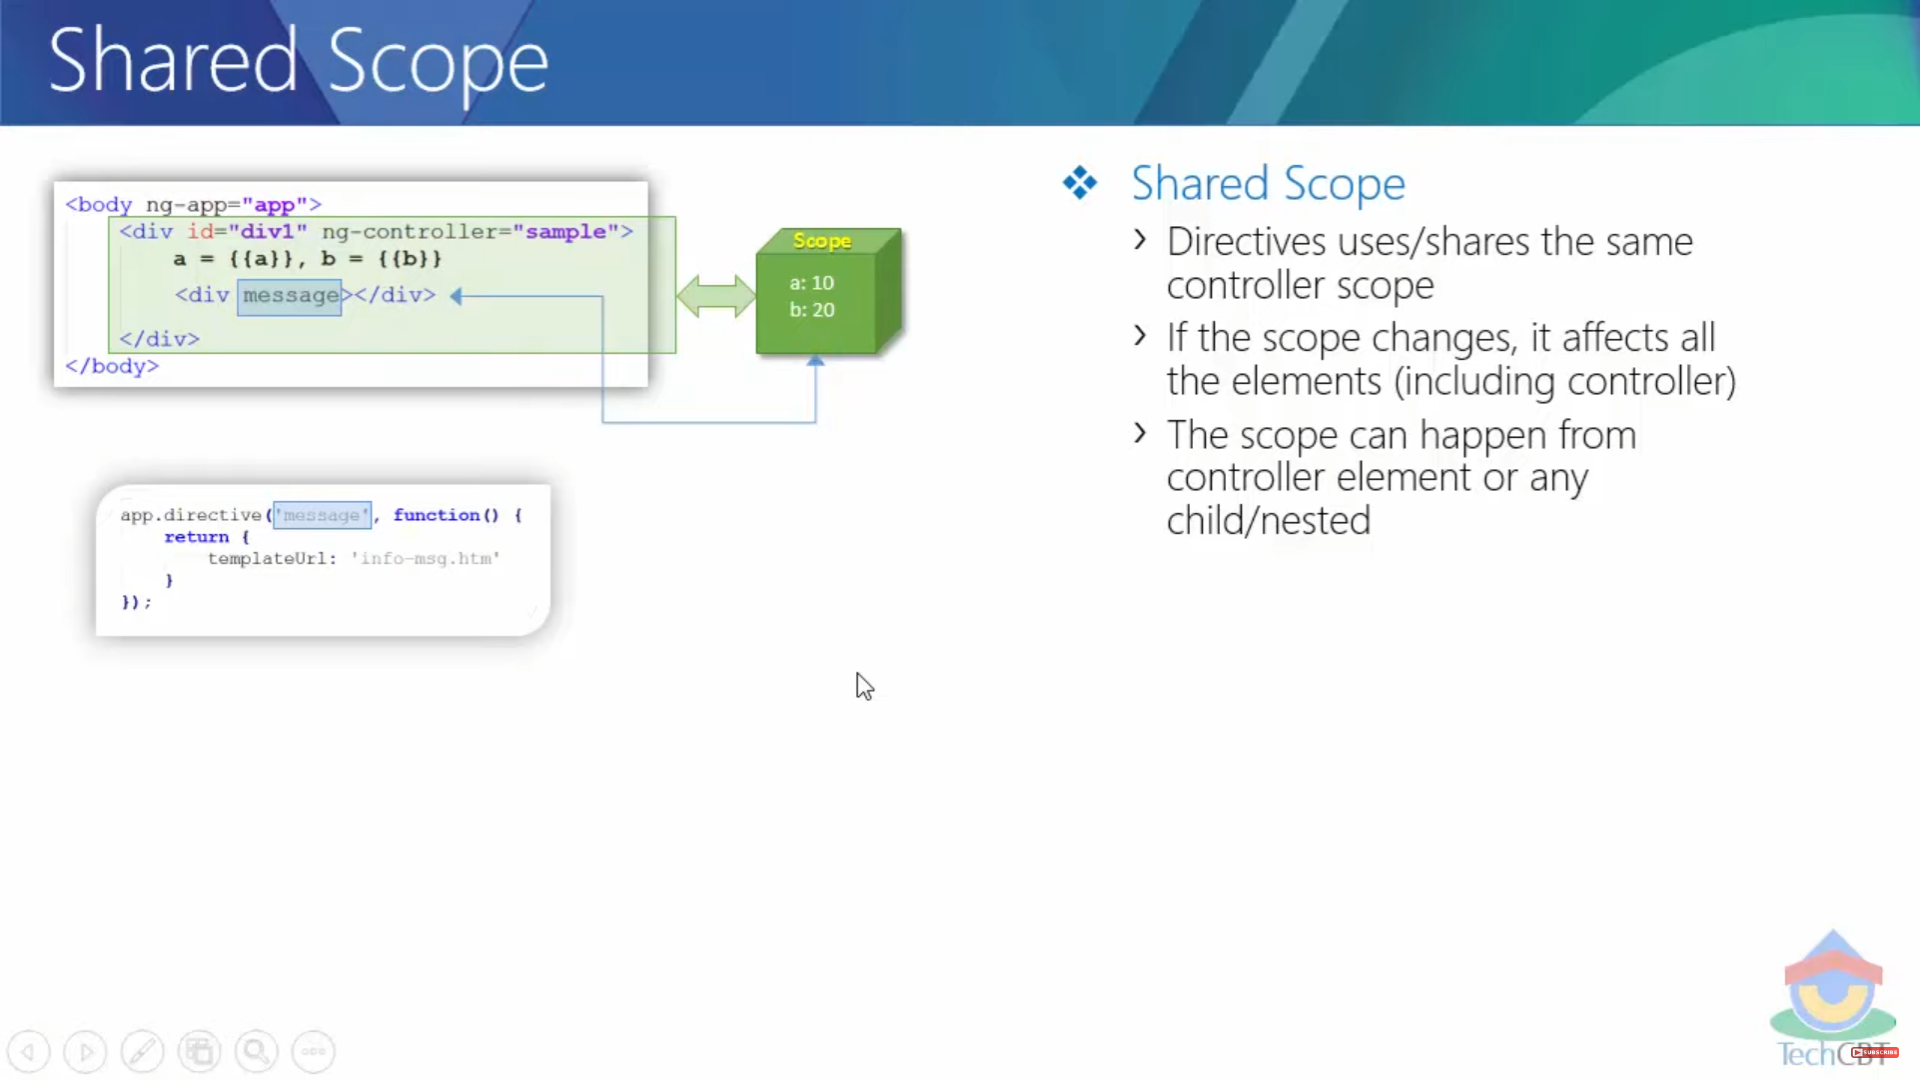 Shared Scope
<body ng-app="app">
<div id="div1" ng-controller="sample">
a = {{a}}, b = {{b}}
<div message></div>
</div>
</body>
Scope
a: 10
b: 20
app.directive('message', function() {
return {
templateUrl: 'info-msg.htm'
}
});
Shared Scope
Directives uses/shares the same
controller scope
If the scope changes, it affects all
the elements (including controller)
The scope can happen from
controller element or any
child/nested
TechCBT
SUBSCRIBE